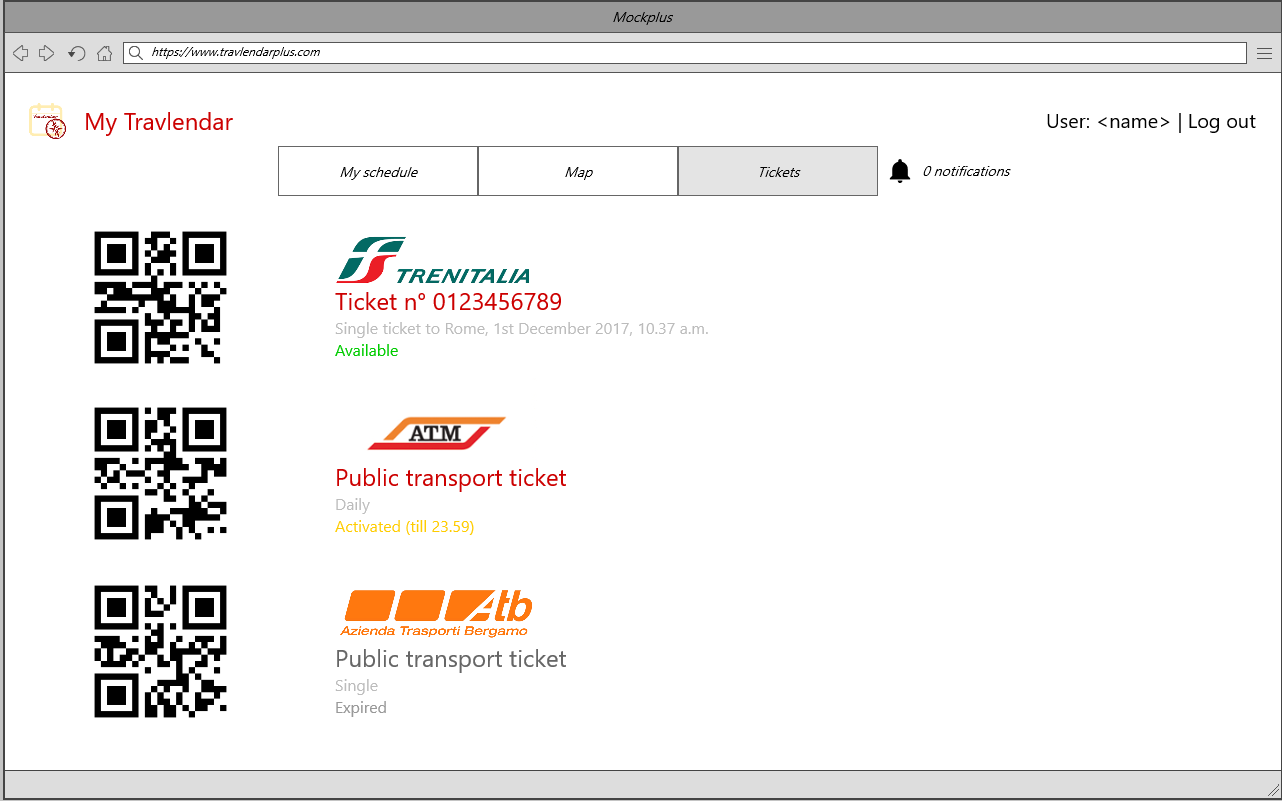 Mockplus
https://www.travlendarplus.com
Travlendar
My Travlendar
User: <name> | Log out
My schedule
Map
Tickets
0 notifications
TRENITALIA
Ticket n° 0123456789
Single ticket to Rome, 1st December 2017, 10.37 a.m.
Available
ATM
Public transport ticket
Daily
Activated (till 23.59)
Atb
Azienda Trasporti Bergamo
Public transport ticket
Single
Expired